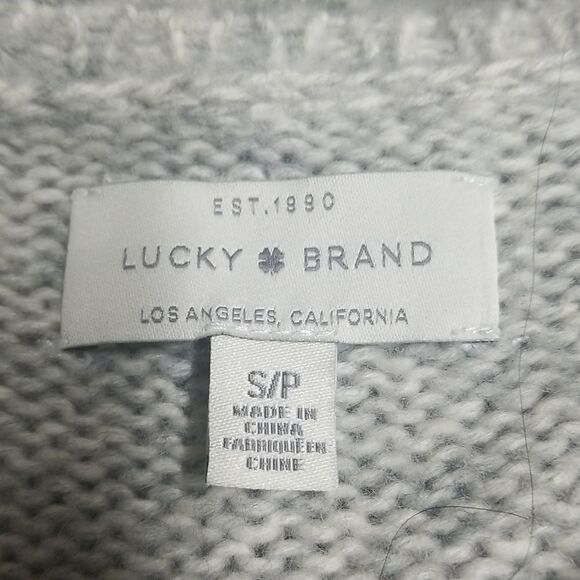 EST.1990
LUCKY BRAND
LOS ANGELES, CALIFORNIA
S/P
MADE IN
CHINA
FABRIQUÉ EN
CHINE